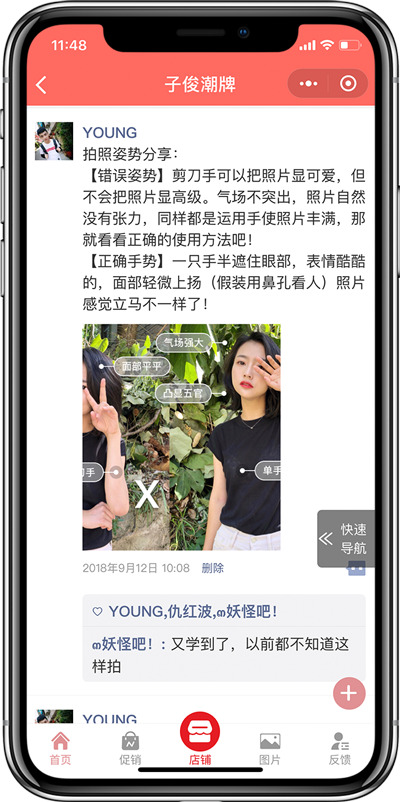 11:48
子俊潮牌
YOUNG
拍照姿势分享：
【错误姿势】剪刀手可以把照片显可爱，但
不会把照片显高级。气场不突出，照片自然
没有张力，同样都是运用手使照片丰满，那
就看看正确的使用方法吧！
【正确手势】一只手半遮住眼部，表情酷酷
的，面部轻微上扬（假装用鼻孔看人）照片
感觉立马不一样了！
气场强大
面部平平
凸显五官
刀手
单手
X
快速
导航
2018年9月12日 10:08 删除
YOUNG,仇红波,๓妖怪吧！
๓妖怪吧！: 又学到了，以前都不知道这
样拍
YOUNG
首页 促销 店铺 图片 反馈